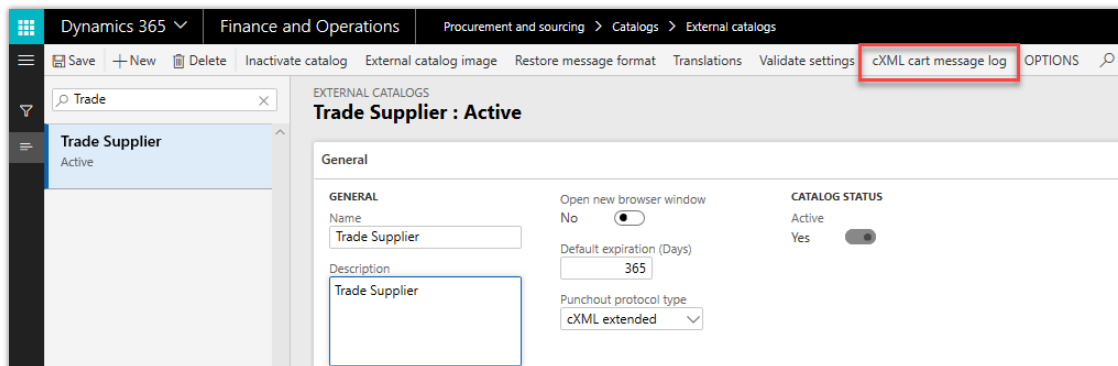 Dynamics 365 Finance and Operations Procurement and sourcing > Catalogs > External catalogs
Save + New Delete Inactivate catalog External catalog image Restore message format Translations Validate settings cXML cart message log OPTIONS
Trade
Trade Supplier
Active
EXTERNAL CATALOGS
Trade Supplier : Active
General
GENERAL
Name
Trade Supplier
Description
Trade Supplier
Open new browser window
No
Default expiration (Days)
365
Punchout protocol type
cXML extended
CATALOG STATUS
Active
Yes